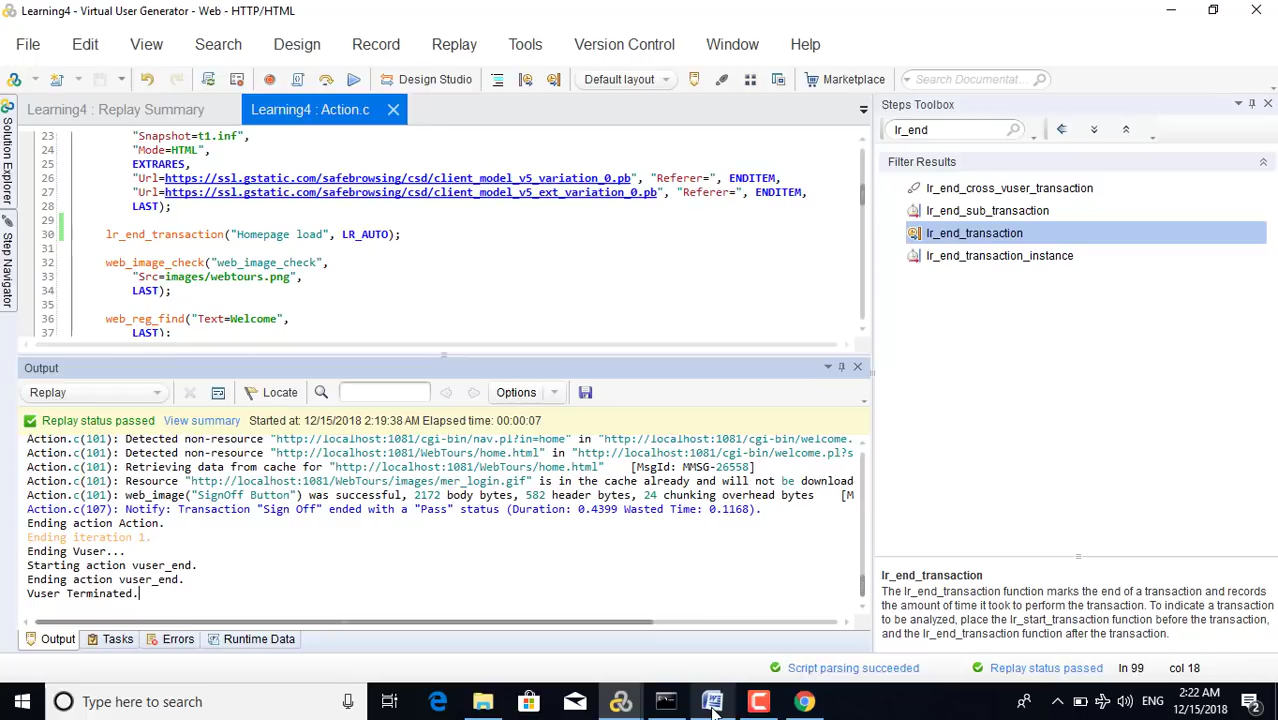 Learning4 - Virtual User Generator - Web - HTTP/HTML
File Edit View Search Design Record Replay Tools Version Control Window Help
Design Studio Default layout Marketplace Search Documentat...
Learning4 : Replay Summary Learning4 : Action.c
Solution Explorer
Step Navigator
23 "Snapshot=t1.inf",
24 "Mode=HTML",
25 EXTRARES,
26 "Url=https://ssl.gstatic.com/safebrowsing/csd/client_model_v5_variation_0.pb", "Referer=", ENDITEM,
27 "Url=https://ssl.gstatic.com/safebrowsing/csd/client_model_v5_ext_variation_0.pb", "Referer=", ENDITEM,
28 LAST);
29
30 lr_end_transaction("Homepage load", LR_AUTO);
31
32 web_image_check("web_image_check",
33 "Src=images/webtours.png",
34 LAST);
35
36 web_reg_find("Text=Welcome",
37 LAST);
Steps Toolbox
lr_end
Filter Results
lr_end_cross_vuser_transaction
lr_end_sub_transaction
lr_end_transaction
lr_end_transaction_instance
lr_end_transaction
The lr_end_transaction function marks the end of a transaction and records
the amount of time it took to perform the transaction. To indicate a transaction
to be analyzed, place the lr_start_transaction function before the transaction,
and the lr_end_transaction function after the transaction.
Output
Replay Locate Options
Replay status passed View summary Started at: 12/15/2018 2:19:38 AM Elapsed time: 00:00:07
Action.c(101): Detected non-resource "http://localhost:1081/cgi-bin/nav.pl?in=home" in "http://localhost:1081/cgi-bin/welcome.
Action.c(101): Detected non-resource "http://localhost:1081/WebTours/home.html" in "http://localhost:1081/cgi-bin/welcome.pl?s
Action.c(101): Retrieving data from cache for "http://localhost:1081/WebTours/home.html" [MsgId: MMSG-26558]
Action.c(101): Resource "http://localhost:1081/WebTours/images/mer_login.gif" is in the cache already and will not be download
Action.c(101): web_image("SignOff Button") was successful, 2172 body bytes, 582 header bytes, 24 chunking overhead bytes [M
Action.c(107): Notify: Transaction "Sign Off" ended with a "Pass" status (Duration: 0.4399 Wasted Time: 0.1168).
Ending action Action.
Ending iteration 1.
Ending Vuser...
Starting action vuser_end.
Ending action vuser_end.
Vuser Terminated.
Output Tasks Errors Runtime Data
Script parsing succeeded Replay status passed ln 99 col 18
Type here to search
ENG
2:22 AM
12/15/2018
2